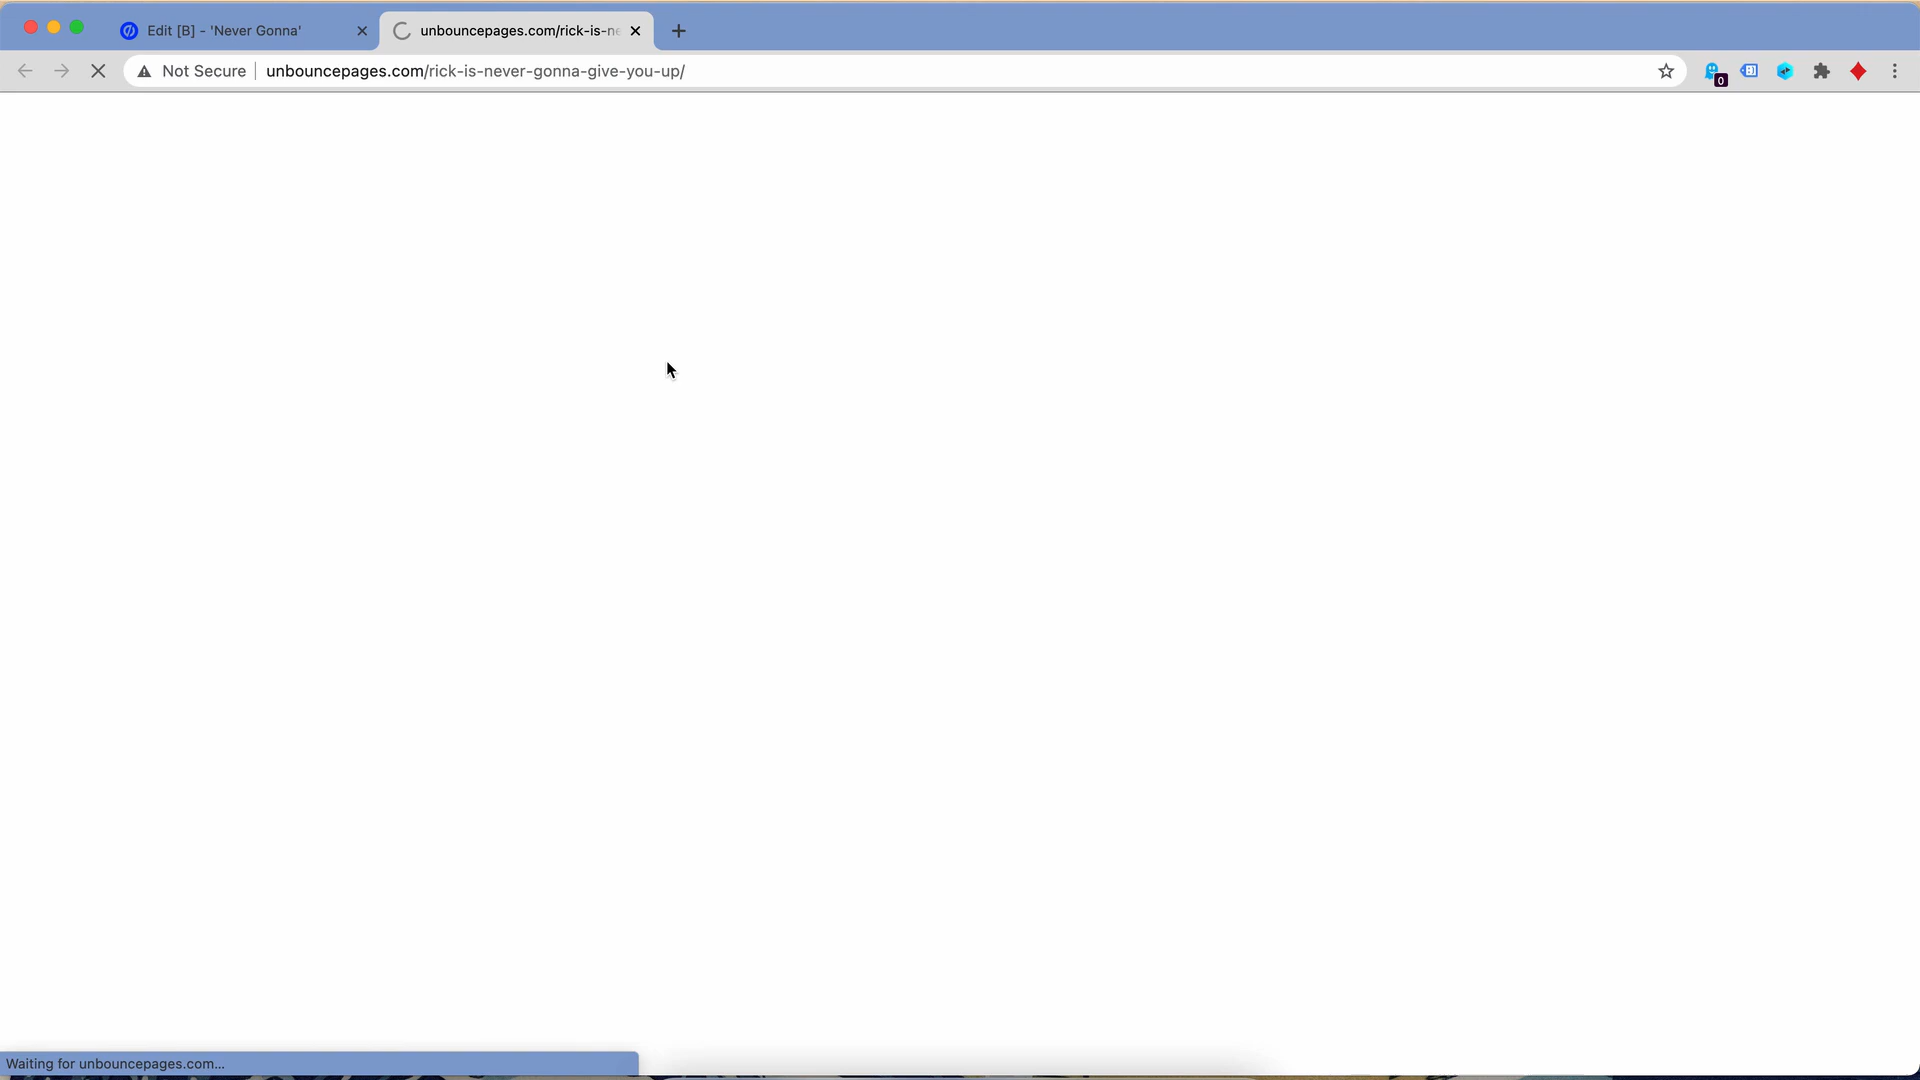 Edit [B] - 'Never Gonna'
unbouncepages.com/rick-is-ne
Not Secure
unbouncepages.com/rick-is-never-gonna-give-you-up/
0
Waiting for unbouncepages.com...